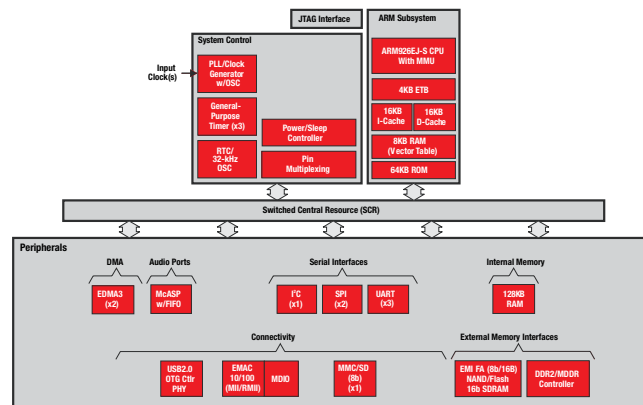 JTAG Interface
System Control
Input
Clock(s)
PLL/Clock
Generator
w/OSC
General-
Purpose
Timer (x3)
RTC/
32-kHz
OSC
Power/Sleep
Controller
Pin
Multiplexing
ARM Subsystem
ARM926EJ-S CPU
With MMU
4KB ETB
16KB
I-Cache
16KB
D-Cache
8KB RAM
(Vector Table)
64KB ROM
Switched Central Resource (SCR)
Peripherals
DMA
EDMA3
(x2)
Audio Ports
McASP
w/FIFO
Serial Interfaces
I²C
(x1)
SPI
(x2)
UART
(x3)
Internal Memory
128KB
RAM
Connectivity
USB2.0
OTG Ctlr
PHY
EMAC
10/100
(MII/RMII)
MDIO
MMC/SD
(8b)
(x1)
External Memory Interfaces
EMI FA (8b/16B)
NAND/Flash
16b SDRAM
DDR2/MDDR
Controller